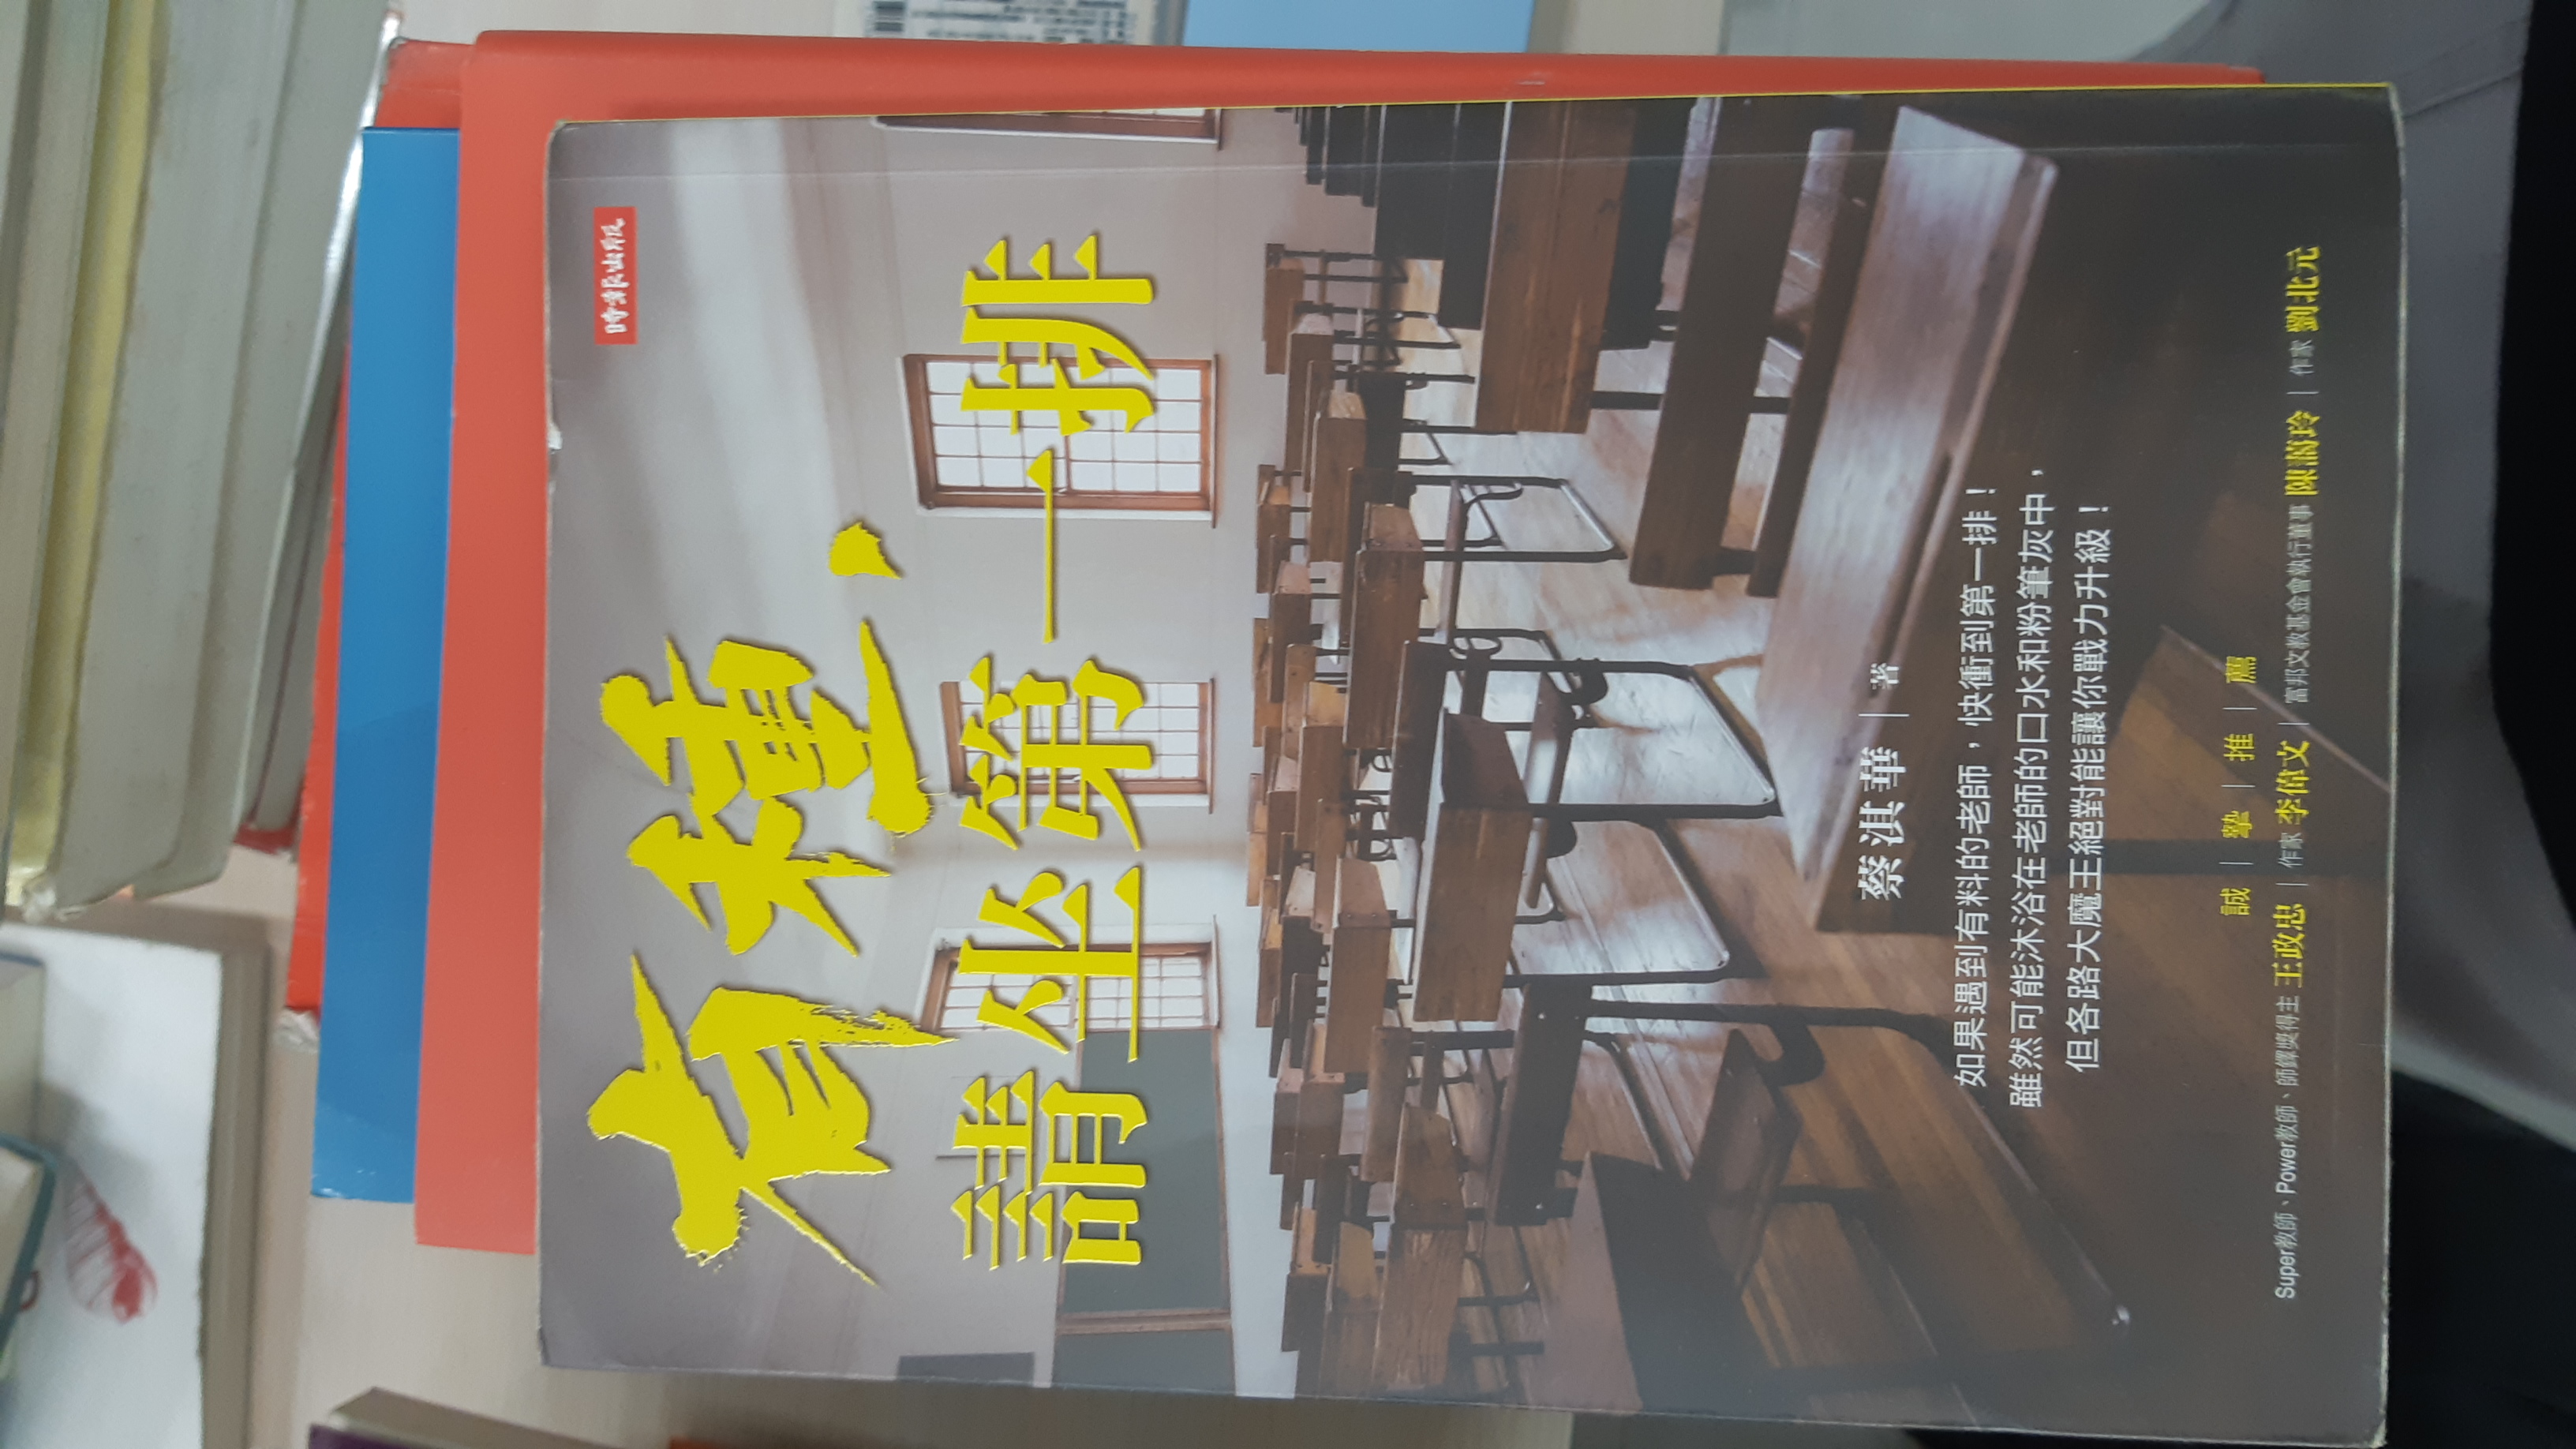 時報出版
有種,
請坐第一排
蔡淇華｜著
如果遇到有料的老師，快衝到第一排！
雖然可能沐浴在老師的口水和粉筆灰中，
但各路大魔王絕對能讓你戰力升級！
誠｜摯｜推｜薦
Super教師、Power教師、師鐸獎得主 王政忠｜作家 李偉文｜富邦文教基金會執行董事 陳藹玲｜作家 劉北元